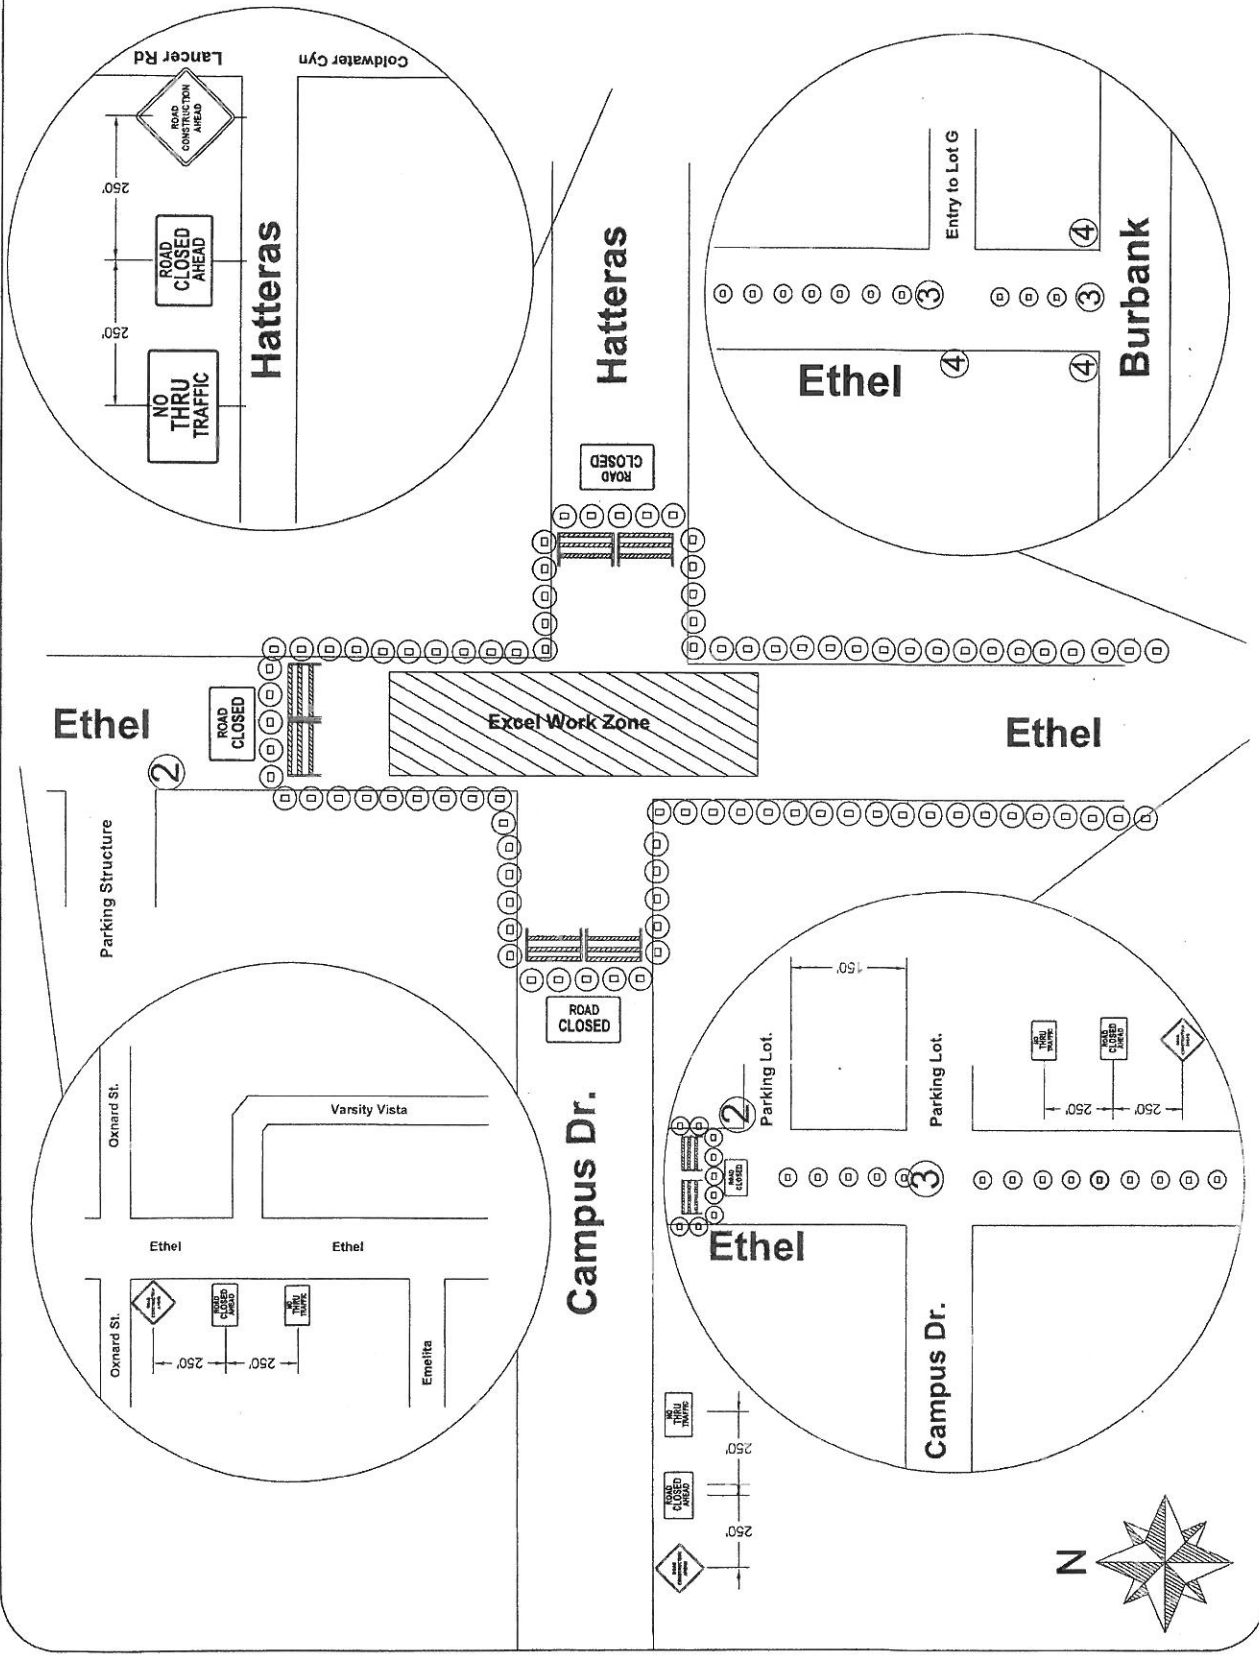 Lancer Rd
Coldwater Cyn
ROAD
CONSTRUCTION
AHEAD
250'
ROAD
CLOSED
AHEAD
250'
NO
THRU
TRAFFIC
Hatteras
Hatteras
ROAD
CLOSED
Entry to Lot G
4
3
3
4
4
Ethel
Burbank
Ethel
ROAD
CLOSED
2
Excel Work Zone
Ethel
Parking Structure
ROAD
CLOSED
Campus Dr.
Oxnard St.
Varsity Vista
Ethel
Ethel
Oxnard St.
ROAD
CLOSED
AHEAD
NO
THRU
TRAFFIC
250'
250'
Emelita
150'
Parking Lot.
Parking Lot.
2
ROAD
CLOSED
3
NO
THRU
TRAFFIC
ROAD
CLOSED
AHEAD
250'
250'
Ethel
Campus Dr.
NO
THRU
TRAFFIC
ROAD
CLOSED
AHEAD
250'
250'
N